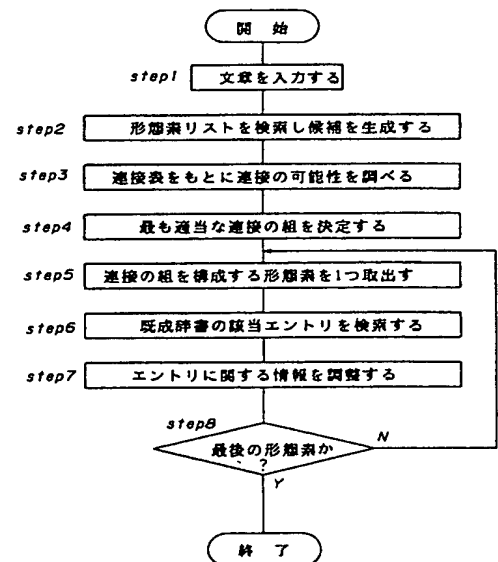 開 始
step1 文章を入力する
step2 形態素リストを検索し候補を生成する
step3 連接表をもとに連接の可能性を調べる
step4 最も適当な連接の組を決定する
step5 連接の組を構成する形態素を1つ取出す
step6 既成辞書の該当エントリを検索する
step7 エントリに関する情報を調整する
step8
最後の形態素か N
?
Y
終 了